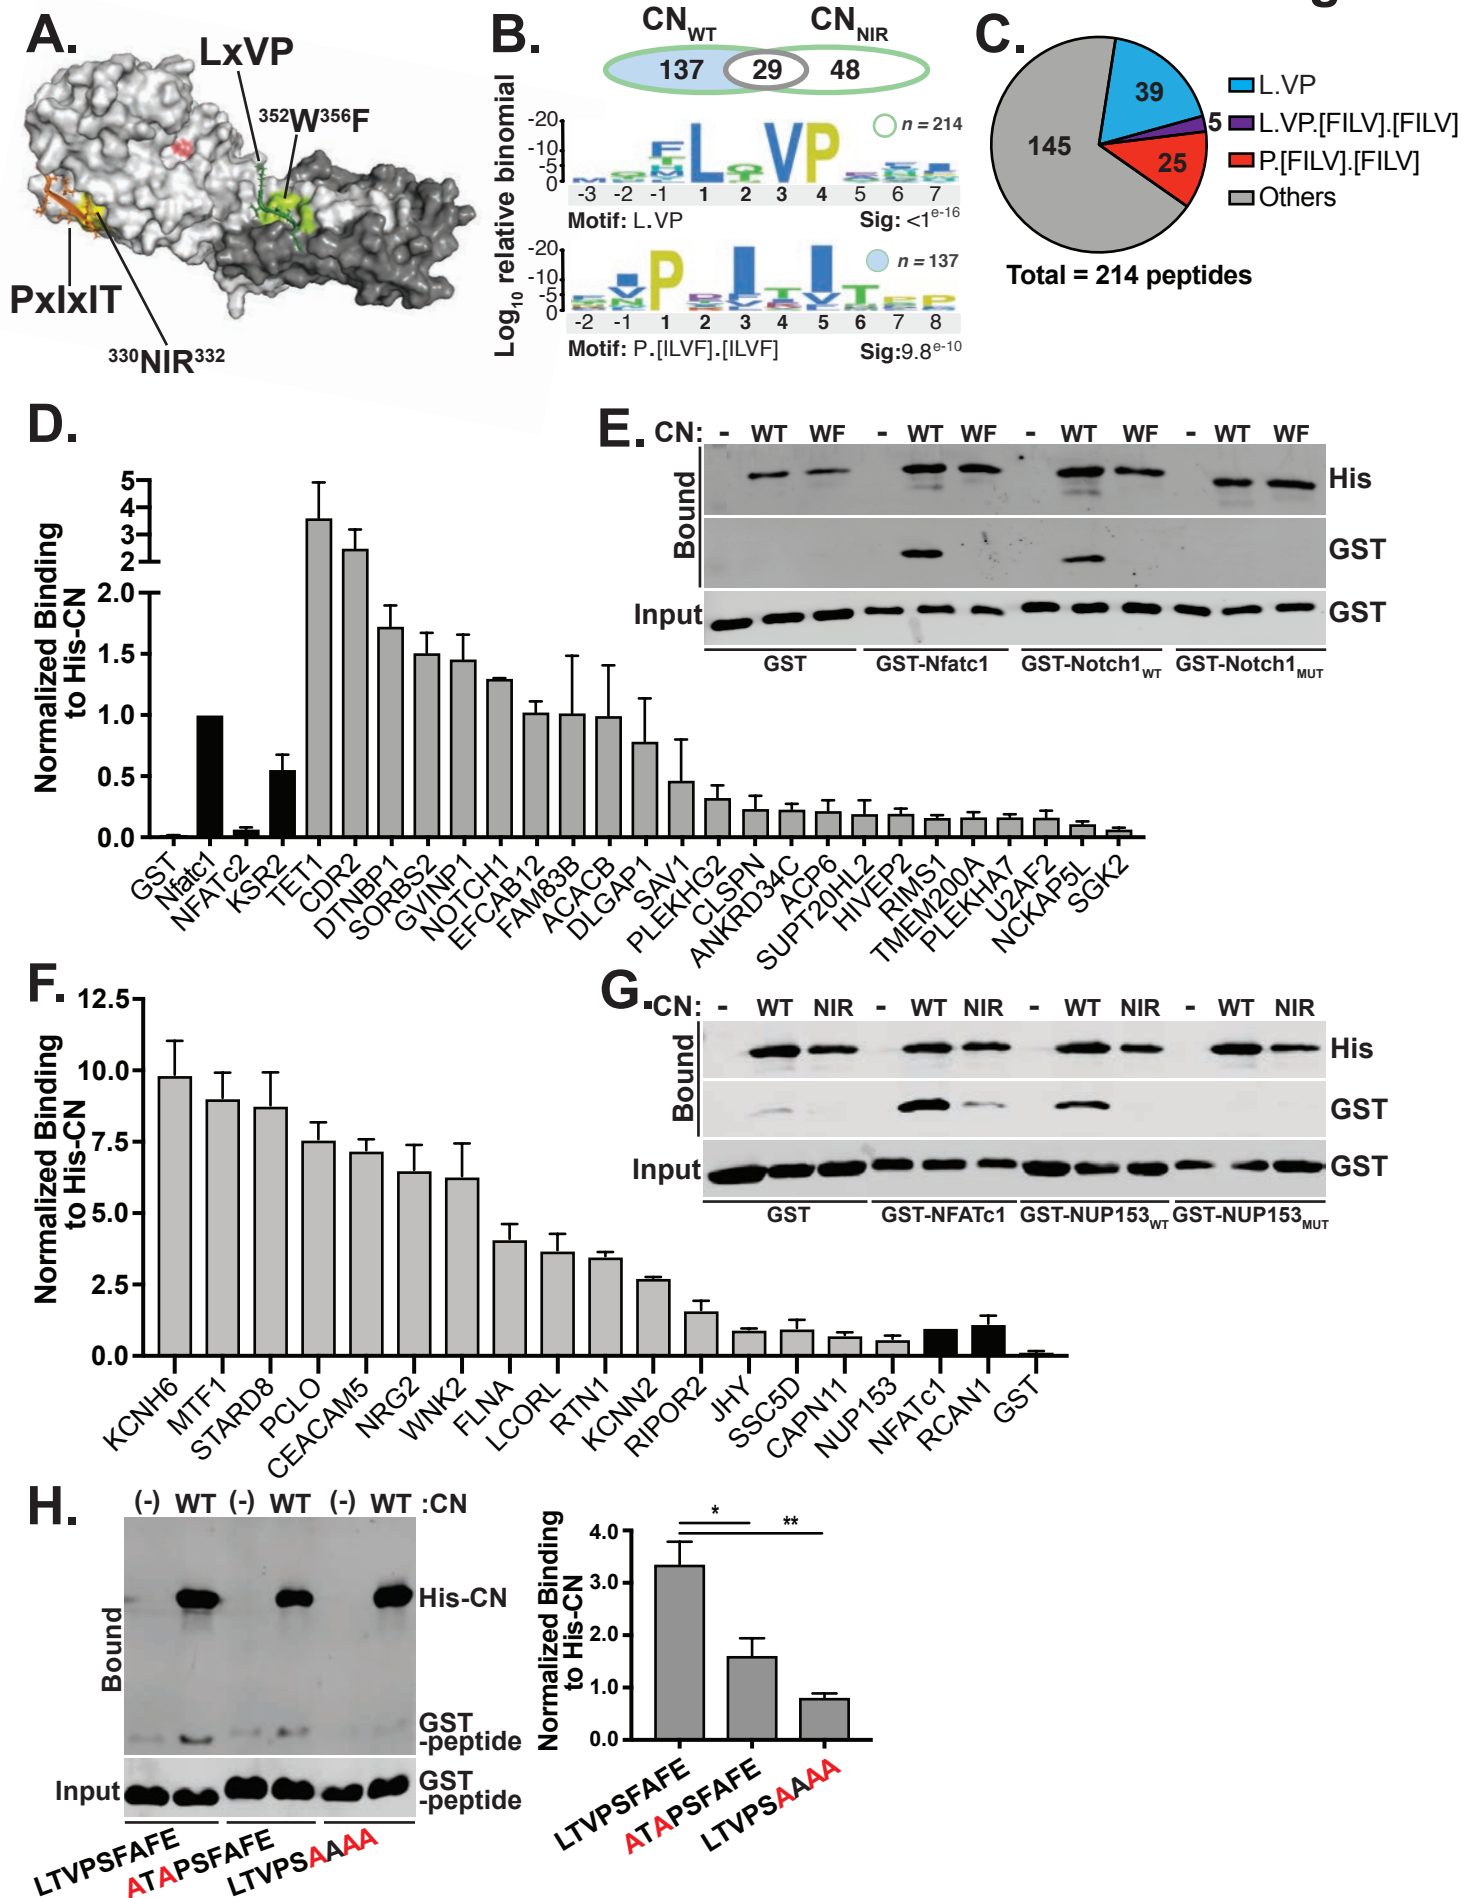 g
A.
LxVP
352W356F
PxIxIT
330NIR332
B.
CNWT
CNNIR
137
29
48
Log10 relative binomial
-20
-10
-5
0
n = 214
-3 -2 -1 1 2 3 4 5 6 7
Motif: L.VP
Sig: <1e-16
-20
-10
-5
0
n = 137
-2 -1 1 2 3 4 5 6 7 8
Motif: P.[ILVF].[ILVF]
Sig:9.8e-10
C.
39
5
25
145
L.VP
L.VP.[FILV].[FILV]
P.[FILV].[FILV]
Others
Total = 214 peptides
D.
Normalized Binding
to His-CN
5
4
3
2
2.0
1.5
1.0
0.5
0.0
GST
Nfatc1
NFATc2
KSR2
TET1
CDR2
DTNBP1
SORBS2
GVINP1
NOTCH1
EFCAB12
FAM83B
ACACB
DLGAP1
SAV1
PLEKHG2
CLSPN
ANKRD34C
ACP6
SUPT20HL2
HIVEP2
RIMS1
TMEM200A
PLEKHA7
U2AF2
NCKAP5L
SGK2
E.
CN: - WT WF - WT WF - WT WF - WT WF
Bound
His
GST
Input
GST
GST
GST-Nfatc1
GST-Notch1WT
GST-Notch1MUT
F.
Normalized Binding
to His-CN
12.5
10.0
7.5
5.0
2.5
0.0
KCNH6
MTF1
STARD8
PCLO
CEACAM5
NRG2
WNK2
FLNA
LCORL
RTN1
KCNN2
RIPOR2
JHY
SSC5D
CAPN11
NUP153
NFATc1
RCAN1
GST
G.
CN: - WT NIR - WT NIR - WT NIR - WT NIR
Bound
His
GST
Input
GST
GST
GST-NFATc1
GST-NUP153WT
GST-NUP153MUT
H.
(-) WT (-) WT (-) WT :CN
Bound
His-CN
GST
-peptide
Input
GST
-peptide
LTVPSFAFE
ATAPSFAFE
LTVPSAAAA
Normalized Binding
to His-CN
4.0
3.0
2.0
1.0
0.0
*
**
LTVPSFAFE
ATAPSFAFE
LTVPSAAAA